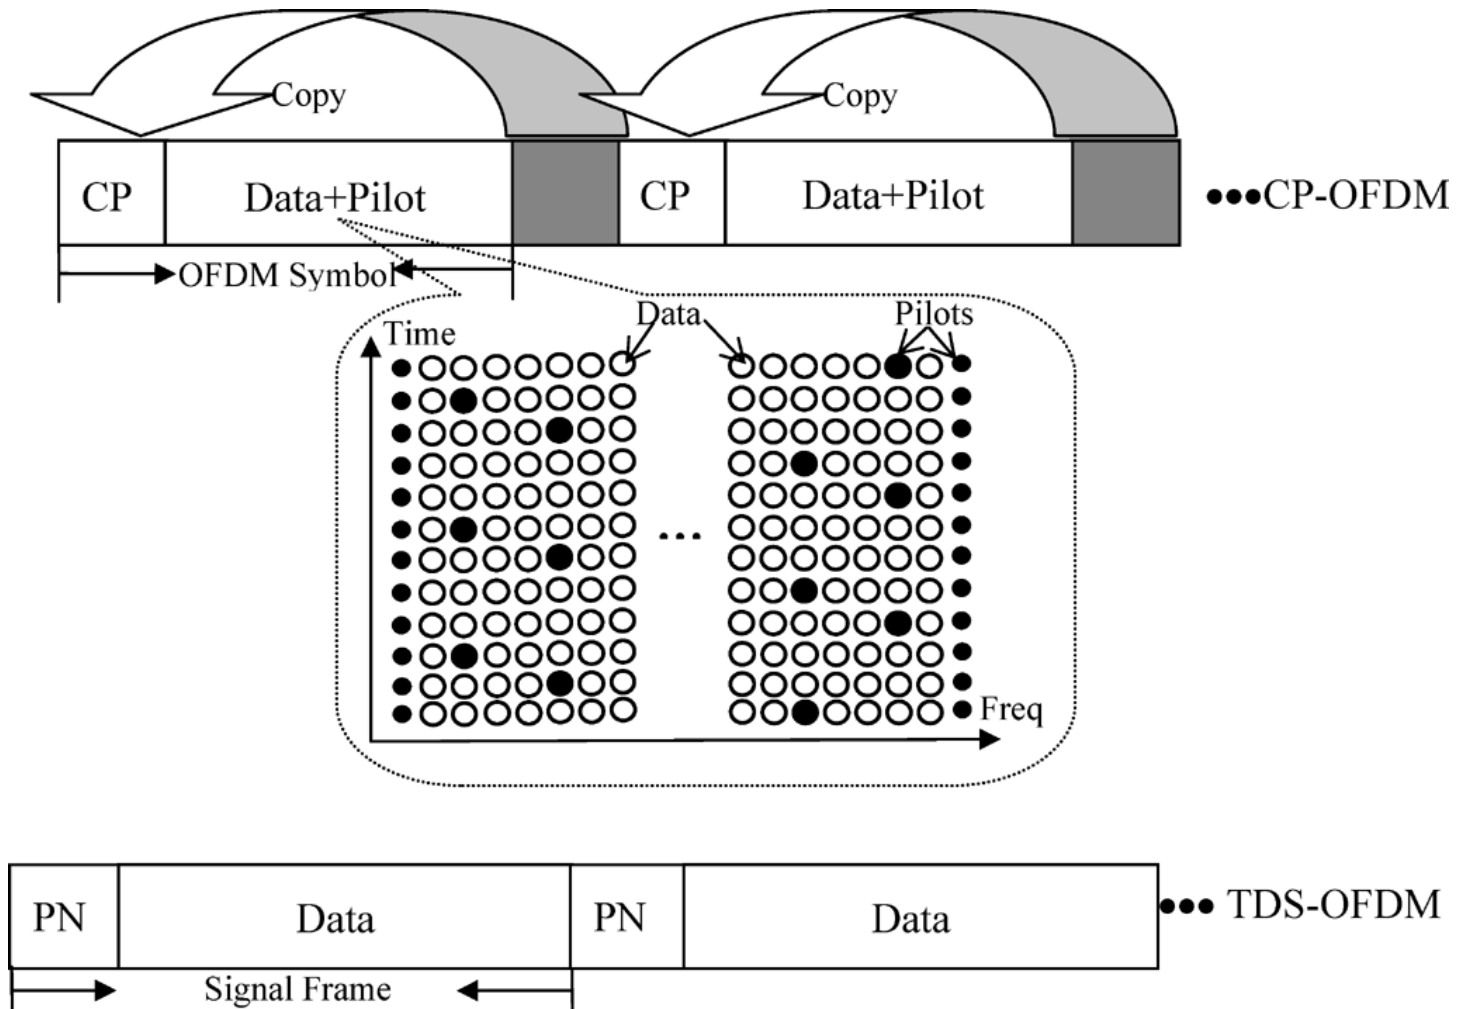 Copy
Copy
CP
Data+Pilot
CP
Data+Pilot
•••CP-OFDM
OFDM Symbol
Time
Data
Pilots
...
Freq
PN
Data
PN
Data
••• TDS-OFDM
Signal Frame